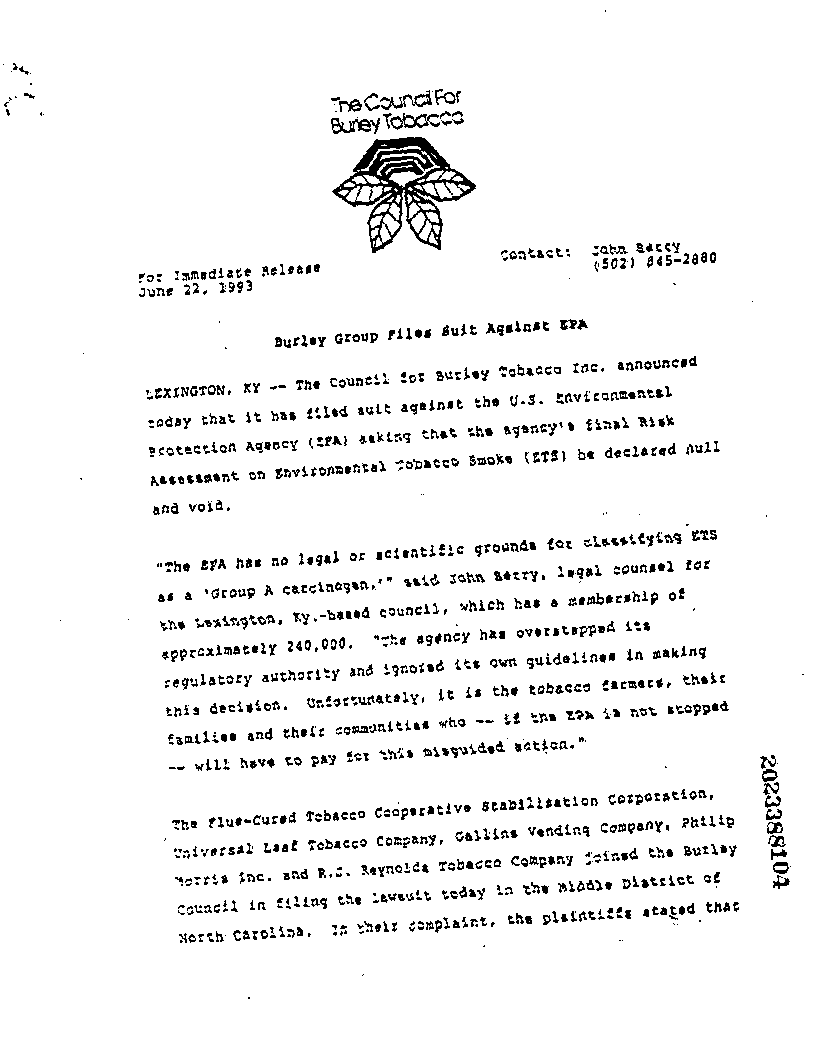 The Council For
Burley Tobacco
For Immediate Release
June 22, 1993
Contact: John Berry
(502) 845-2880
Burley Group Files Suit Against EPA
LEXINGTON, KY -- The Council for Burley Tobacco Inc. announced
today that it has filed suit against the U.S. Environmental
Protection Agency (EPA) asking that the agency's final Risk
Assessment on Environmental Tobacco Smoke (ETS) be declared null
and void.
"The EPA has no legal or scientific grounds for classifying ETS
as a 'Group A carcinogen,'" said John Berry, legal counsel for
the Lexington, Ky.-based council, which has a membership of
approximately 240,000. "The agency has overstepped its
regulatory authority and ignored its own guidelines in making
this decision. Unfortunately, it is the tobacco farmers, their
families and their communities who -- if the EPA is not stopped
-- will have to pay for this misguided action."
The Flue-Cured Tobacco Cooperative Stabilization Corporation,
Universal Leaf Tobacco Company, Gallins Vending Company, Philip
Morris Inc. and R.J. Reynolds Tobacco Company joined the Burley
Council in filing the lawsuit today in the Middle District of
North Carolina. In their complaint, the plaintiffs stated that
2023388104